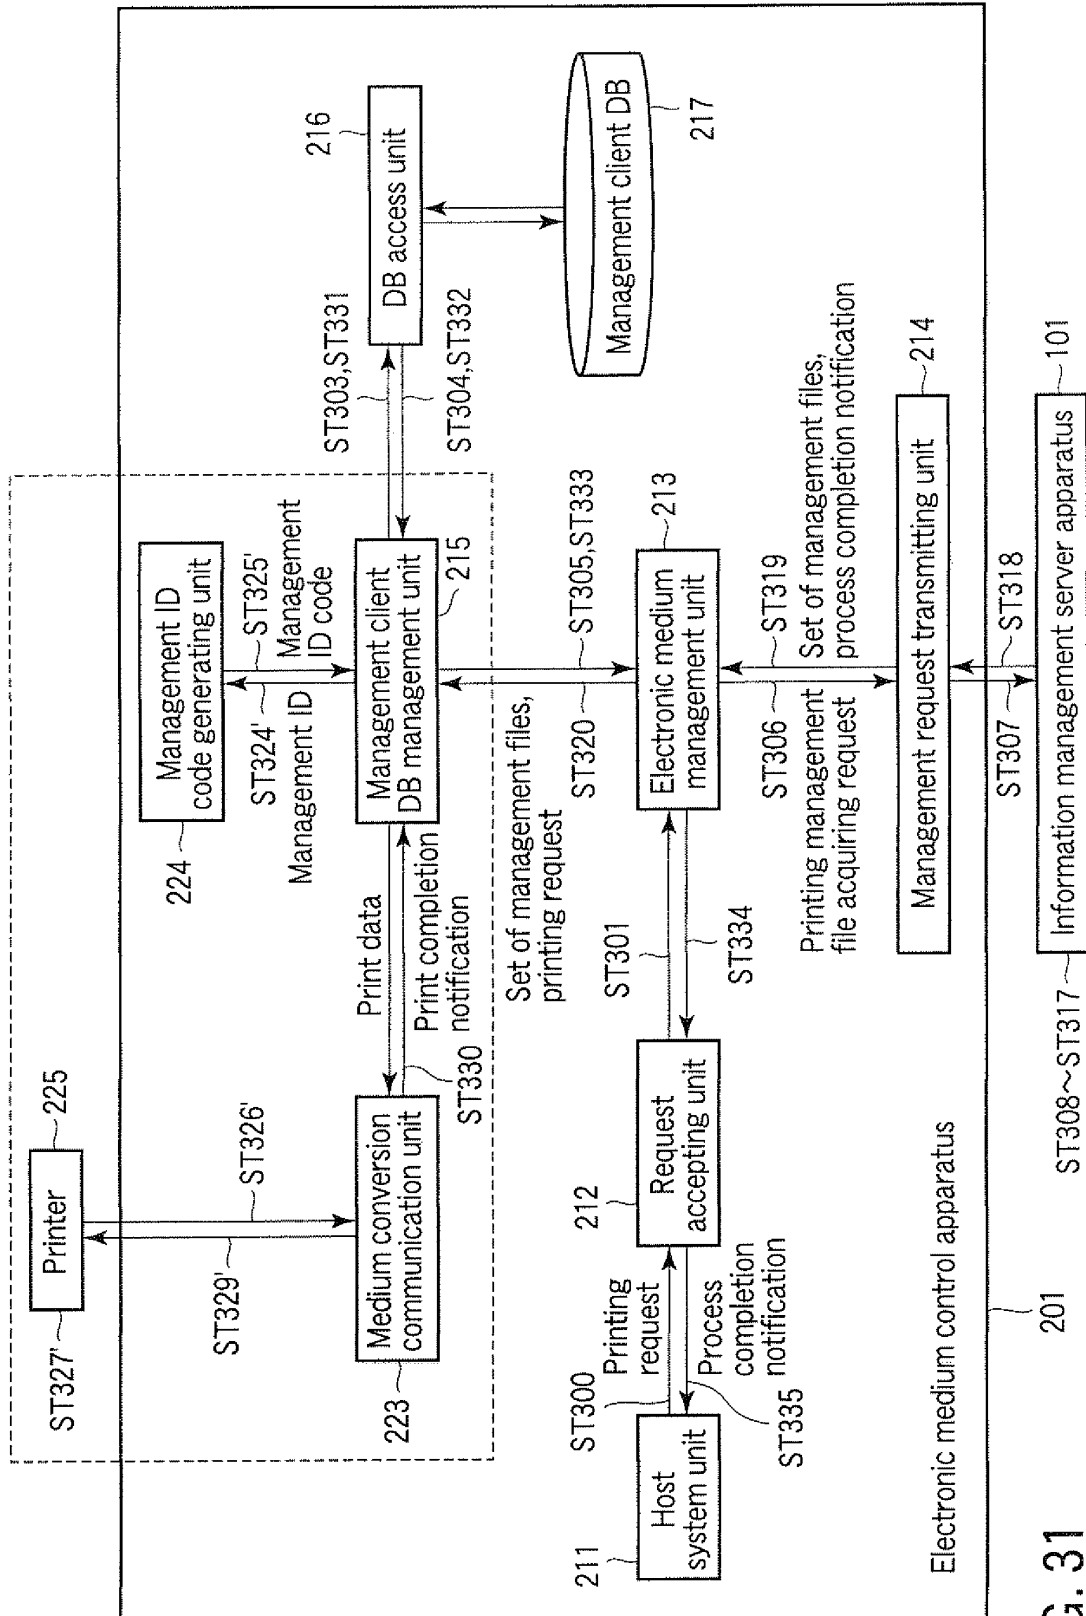 Printer
225
ST327'
ST326'
ST329'
Management ID
code generating unit
224
ST325'
Management
ID code
ST324'
Management ID
Medium conversion
communication unit
223
Print data
Print completion
notification
ST330
Management client
DB management unit
215
ST303,ST331
ST304,ST332
DB access unit
216
Management client DB
217
Set of management files,
printing request
ST320
ST305,ST333
Host
system unit
211
ST300
Printing
request
Process
completion
notification
ST335
Request
accepting unit
212
ST301
ST334
Electronic medium
management unit
213
ST306
Printing management
file acquiring request
ST319
Set of management files,
process completion notification
Management request transmitting unit
214
ST307
ST318
Electronic medium control apparatus
201
Information management server apparatus
101
ST308~ST317
G. 31